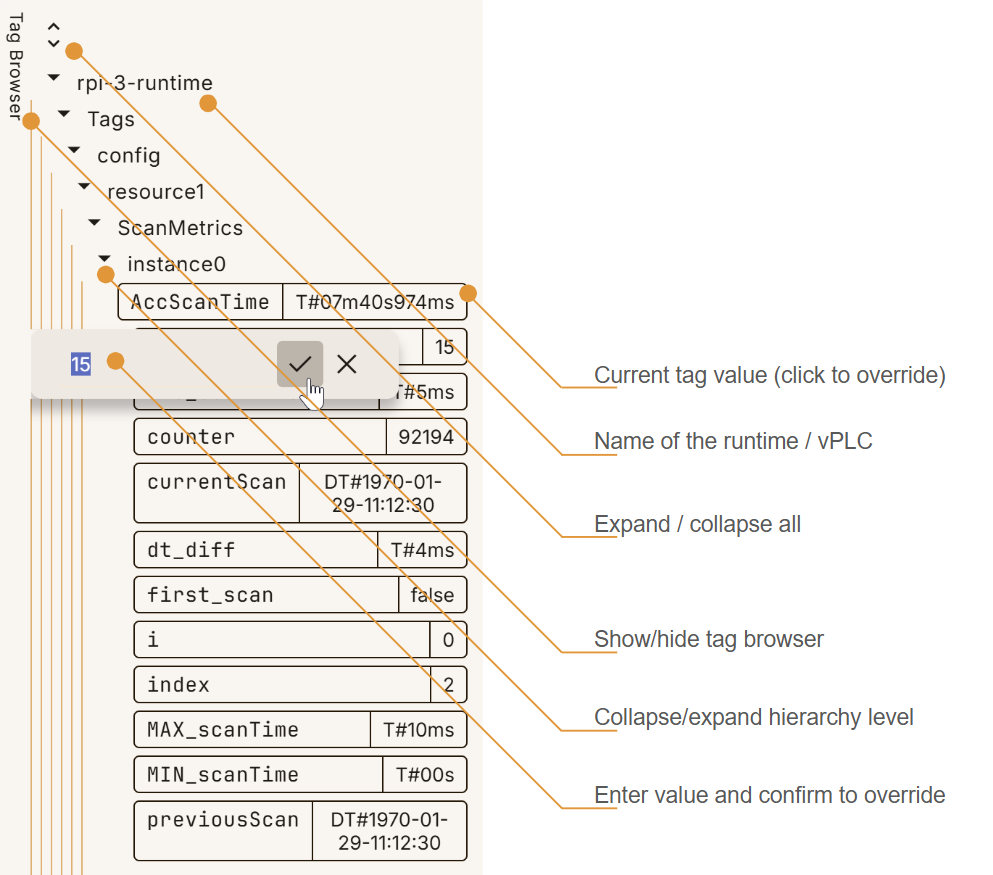 Tag Browser
rpi-3-runtime
Tags
config
resource1
ScanMetrics
instance0
AccScanTime T#07m40s974ms
15
15
T#5ms
counter 92194
currentScan DT#1970-01-
29-11:12:30
dt_diff T#4ms
first_scan false
i 0
index 2
MAX_scanTime T#10ms
MIN_scanTime T#00s
previousScan DT#1970-01-
29-11:12:30
Current tag value (click to override)
Name of the runtime / vPLC
Expand / collapse all
Show/hide tag browser
Collapse/expand hierarchy level
Enter value and confirm to override